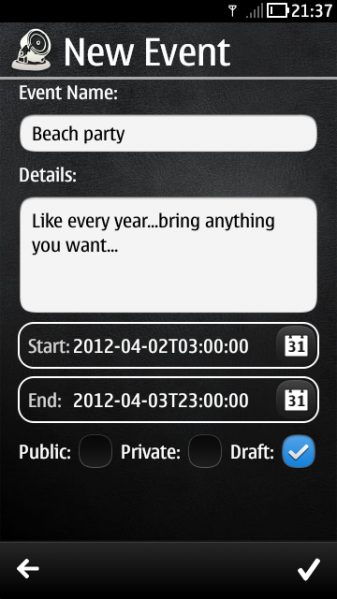 21:37
New Event
Event Name:
Beach party
Details:
Like every year...bring anything
you want...
Start: 2012-04-02T03:00:00 31
End: 2012-04-03T23:00:00 31
Public: Private: Draft: